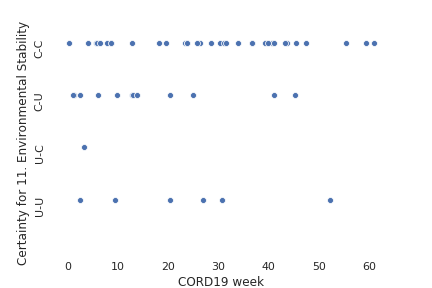 Certainty for 11. Environmental Stability
C-C
C-U
U-C
U-U
0 10 20 30 40 50 60
CORD19 week